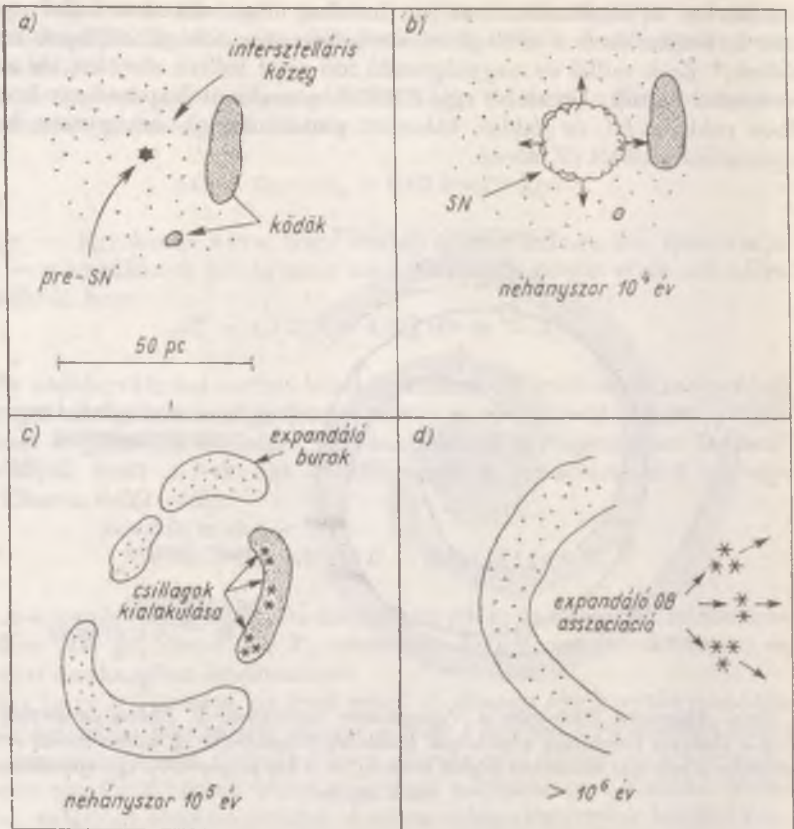 a)
intersztelláris
közeg
ködök
pre-SN
50 pc
b)
SN
néhányszor 10⁴ év
c)
expandáló
burok
csillagok
kialakulása
néhányszor 10⁵ év
d)
expandáló OB
asszociáció
> 10⁶ év